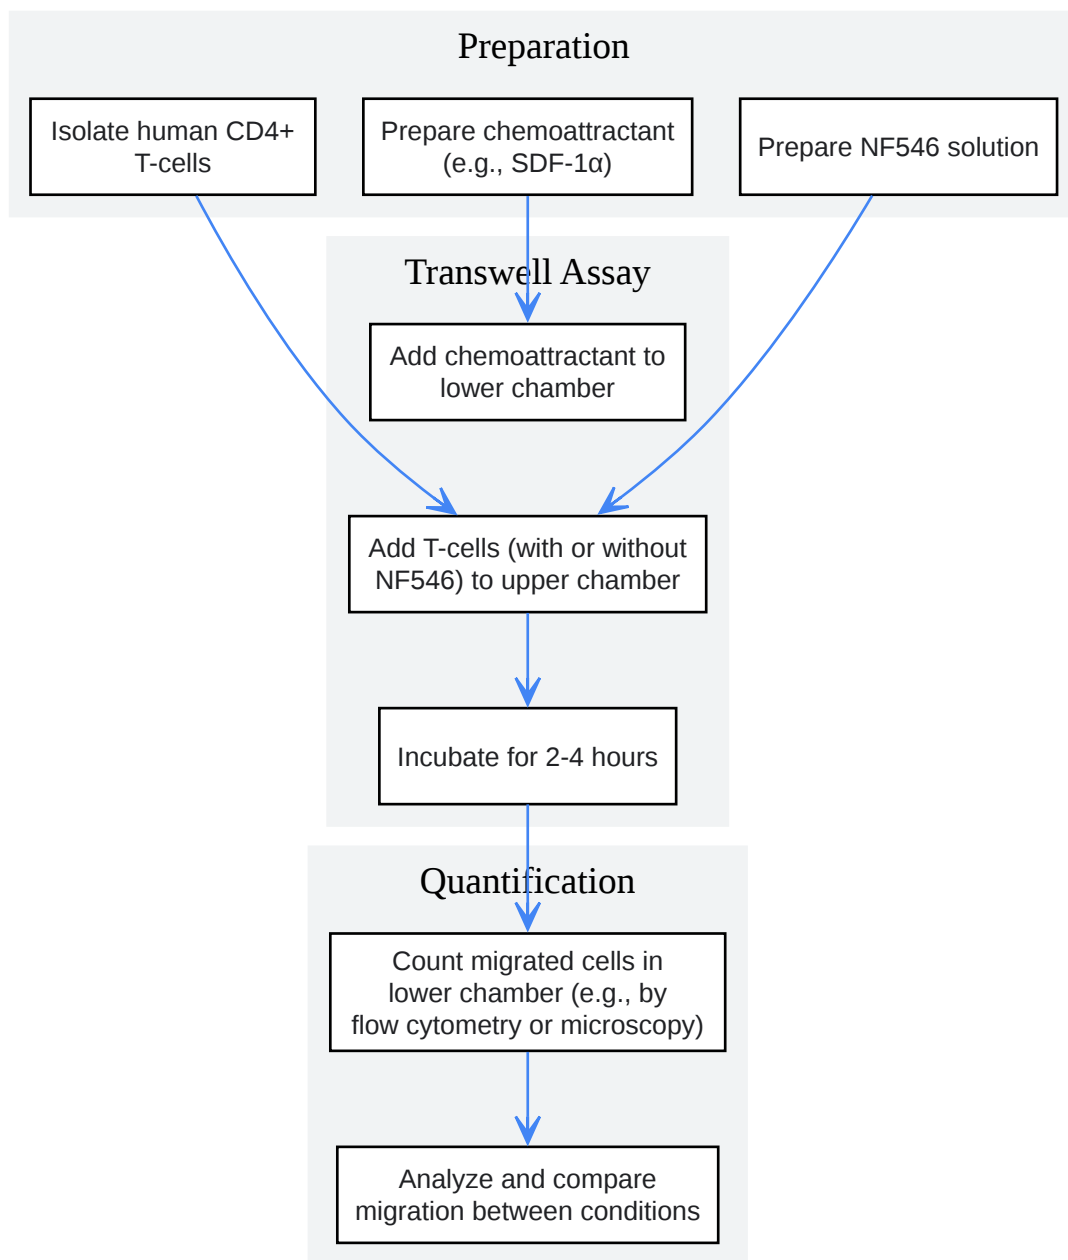 Preparation
Isolate human CD4+
T-cells
Prepare chemoattractant
(e.g., SDF-1α)
Prepare NF546 solution
Transwell Assay
Add chemoattractant to
lower chamber
Add T-cells (with or without
NF546) to upper chamber
Incubate for 2-4 hours
Quantification
Count migrated cells in
lower chamber (e.g., by
flow cytometry or microscopy)
Analyze and compare
migration between conditions